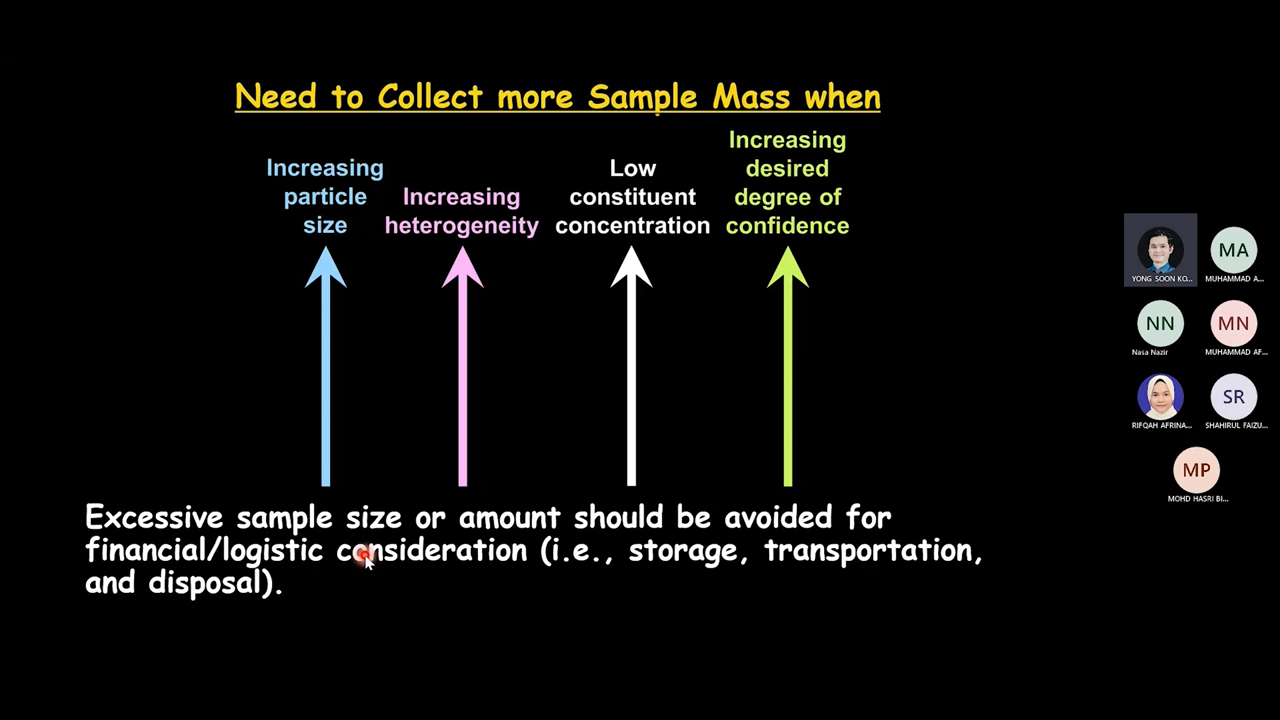 Need to Collect more Sample Mass when
Increasing
particle
size
Increasing
heterogeneity
Low
constituent
concentration
Increasing
desired
degree of
confidence
Excessive sample size or amount should be avoided for
financial/logistic consideration (i.e., storage, transportation,
and disposal).
YONG SOON KO...
MA
MUHAMMAD A...
NN
Nasa Nazir
MN
MUHAMMAD AF...
RIFQAH AFRINA...
SR
SHAHIRUL FAIZU...
MP
MOHD HASRI BI...